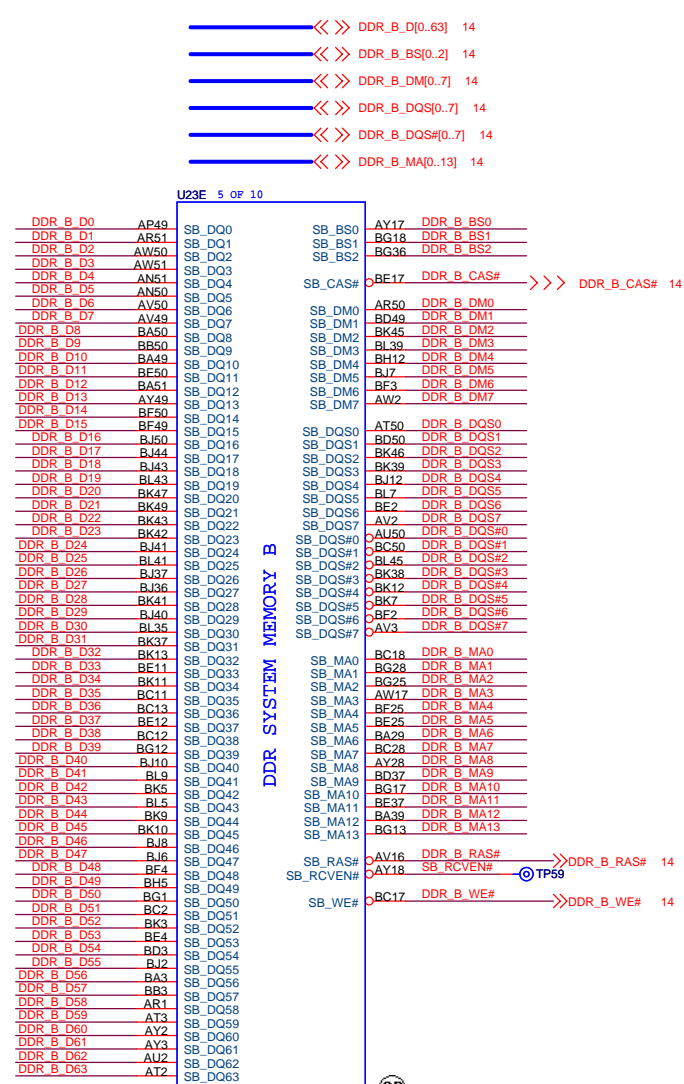 DDR_B_D[0..63] 14
DDR_B_BS[0..2] 14
DDR_B_DM[0..7] 14
DDR_B_DQS[0..7] 14
DDR_B_DQS#[0..7] 14
DDR_B_MA[0..13] 14
U23E 5 OF 10
DDR_B_D0 AP49 SB_DQ0
DDR_B_D1 AR51 SB_DQ1
DDR_B_D2 AW50 SB_DQ2
DDR_B_D3 AW51 SB_DQ3
DDR_B_D4 AN51 SB_DQ4
DDR_B_D5 AN50 SB_DQ5
DDR_B_D6 AV50 SB_DQ6
DDR_B_D7 AV49 SB_DQ7
DDR_B_D8 BA50 SB_DQ8
DDR_B_D9 BB50 SB_DQ9
DDR_B_D10 BA49 SB_DQ10
DDR_B_D11 BE50 SB_DQ11
DDR_B_D12 BA51 SB_DQ12
DDR_B_D13 AY49 SB_DQ13
DDR_B_D14 BF50 SB_DQ14
DDR_B_D15 BF49 SB_DQ15
DDR_B_D16 BJ50 SB_DQ16
DDR_B_D17 BJ44 SB_DQ17
DDR_B_D18 BJ43 SB_DQ18
DDR_B_D19 BL43 SB_DQ19
DDR_B_D20 BK47 SB_DQ20
DDR_B_D21 BK49 SB_DQ21
DDR_B_D22 BK43 SB_DQ22
DDR_B_D23 BK42 SB_DQ23
DDR_B_D24 BJ41 SB_DQ24
DDR_B_D25 BL41 SB_DQ25
DDR_B_D26 BJ37 SB_DQ26
DDR_B_D27 BJ36 SB_DQ27
DDR_B_D28 BK41 SB_DQ28
DDR_B_D29 BJ40 SB_DQ29
DDR_B_D30 BL35 SB_DQ30
DDR_B_D31 BK37 SB_DQ31
DDR_B_D32 BK13 SB_DQ32
DDR_B_D33 BE11 SB_DQ33
DDR_B_D34 BK11 SB_DQ34
DDR_B_D35 BC11 SB_DQ35
DDR_B_D36 BC13 SB_DQ36
DDR_B_D37 BE12 SB_DQ37
DDR_B_D38 BC12 SB_DQ38
DDR_B_D39 BG12 SB_DQ39
DDR_B_D40 BJ10 SB_DQ40
DDR_B_D41 BL9 SB_DQ41
DDR_B_D42 BK5 SB_DQ42
DDR_B_D43 BL5 SB_DQ43
DDR_B_D44 BK9 SB_DQ44
DDR_B_D45 BK10 SB_DQ45
DDR_B_D46 BJ8 SB_DQ46
DDR_B_D47 BJ6 SB_DQ47
DDR_B_D48 BF4 SB_DQ48
DDR_B_D49 BH5 SB_DQ49
DDR_B_D50 BG1 SB_DQ50
DDR_B_D51 BC2 SB_DQ51
DDR_B_D52 BK3 SB_DQ52
DDR_B_D53 BE4 SB_DQ53
DDR_B_D54 BD3 SB_DQ54
DDR_B_D55 BJ2 SB_DQ55
DDR_B_D56 BA3 SB_DQ56
DDR_B_D57 BB3 SB_DQ57
DDR_B_D58 AR1 SB_DQ58
DDR_B_D59 AT3 SB_DQ59
DDR_B_D60 AY2 SB_DQ60
DDR_B_D61 AY3 SB_DQ61
DDR_B_D62 AU2 SB_DQ62
DDR_B_D63 AT2 SB_DQ63
DDR SYSTEM MEMORY B
SB_BS0 AY17 DDR_B_BS0
SB_BS1 BG18 DDR_B_BS1
SB_BS2 BG36 DDR_B_BS2
SB_CAS# BE17 DDR_B_CAS# DDR_B_CAS# 14
SB_DM0 AR50 DDR_B_DM0
SB_DM1 BD49 DDR_B_DM1
SB_DM2 BK45 DDR_B_DM2
SB_DM3 BL39 DDR_B_DM3
SB_DM4 BH12 DDR_B_DM4
SB_DM5 BJ7 DDR_B_DM5
SB_DM6 BF3 DDR_B_DM6
SB_DM7 AW2 DDR_B_DM7
SB_DQS0 AT50 DDR_B_DQS0
SB_DQS1 BD50 DDR_B_DQS1
SB_DQS2 BK46 DDR_B_DQS2
SB_DQS3 BK39 DDR_B_DQS3
SB_DQS4 BJ12 DDR_B_DQS4
SB_DQS5 BL7 DDR_B_DQS5
SB_DQS6 BE2 DDR_B_DQS6
SB_DQS7 AV2 DDR_B_DQS7
SB_DQS#0 AU50 DDR_B_DQS#0
SB_DQS#1 BC50 DDR_B_DQS#1
SB_DQS#2 BL45 DDR_B_DQS#2
SB_DQS#3 BK38 DDR_B_DQS#3
SB_DQS#4 BK12 DDR_B_DQS#4
SB_DQS#5 BK7 DDR_B_DQS#5
SB_DQS#6 BF2 DDR_B_DQS#6
SB_DQS#7 AV3 DDR_B_DQS#7
SB_MA0 BC18 DDR_B_MA0
SB_MA1 BG28 DDR_B_MA1
SB_MA2 BG25 DDR_B_MA2
SB_MA3 AW17 DDR_B_MA3
SB_MA4 BF25 DDR_B_MA4
SB_MA5 BE25 DDR_B_MA5
SB_MA6 BA29 DDR_B_MA6
SB_MA7 BC28 DDR_B_MA7
SB_MA8 AY28 DDR_B_MA8
SB_MA9 BD37 DDR_B_MA9
SB_MA10 BG17 DDR_B_MA10
SB_MA11 BE37 DDR_B_MA11
SB_MA12 BA39 DDR_B_MA12
SB_MA13 BG13 DDR_B_MA13
SB_RAS# AV16 DDR_B_RAS# DDR_B_RAS# 14
SB_RCVEN# AY18 SB_RCVEN# TP59
SB_WE# BC17 DDR_B_WE# DDR_B_WE# 14